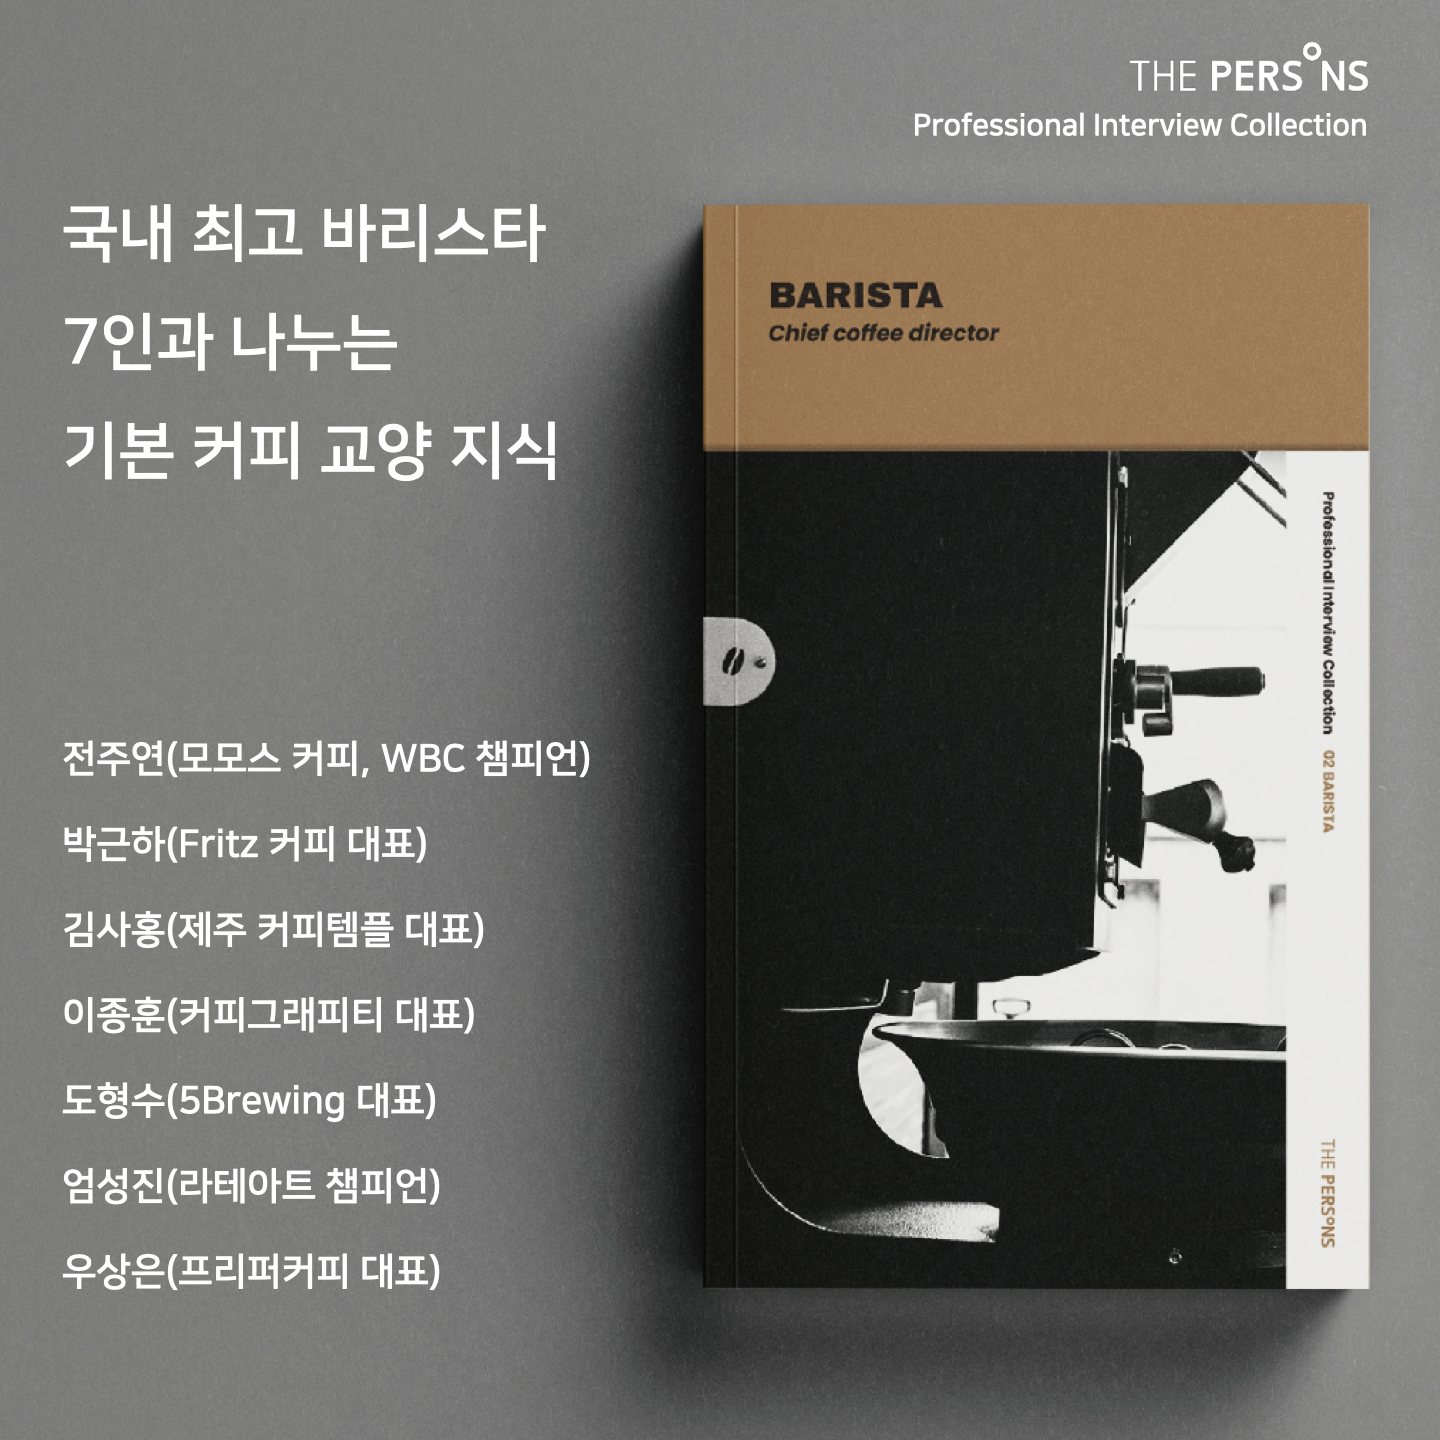 THE PERSONS
Professional Interview Collection
국내 최고 바리스타
7인과 나누는
기본 커피 교양 지식
전주연(모모스 커피, WBC 챔피언)
박근하(Fritz 커피 대표)
김사홍(제주 커피템플 대표)
이종훈(커피그래피티 대표)
도형수(5Brewing 대표)
엄성진(라테아트 챔피언)
우상은(프리퍼커피 대표)
BARISTA
Chief coffee director
Professional Interview Collection 02 BARISTA
THE PERSONS